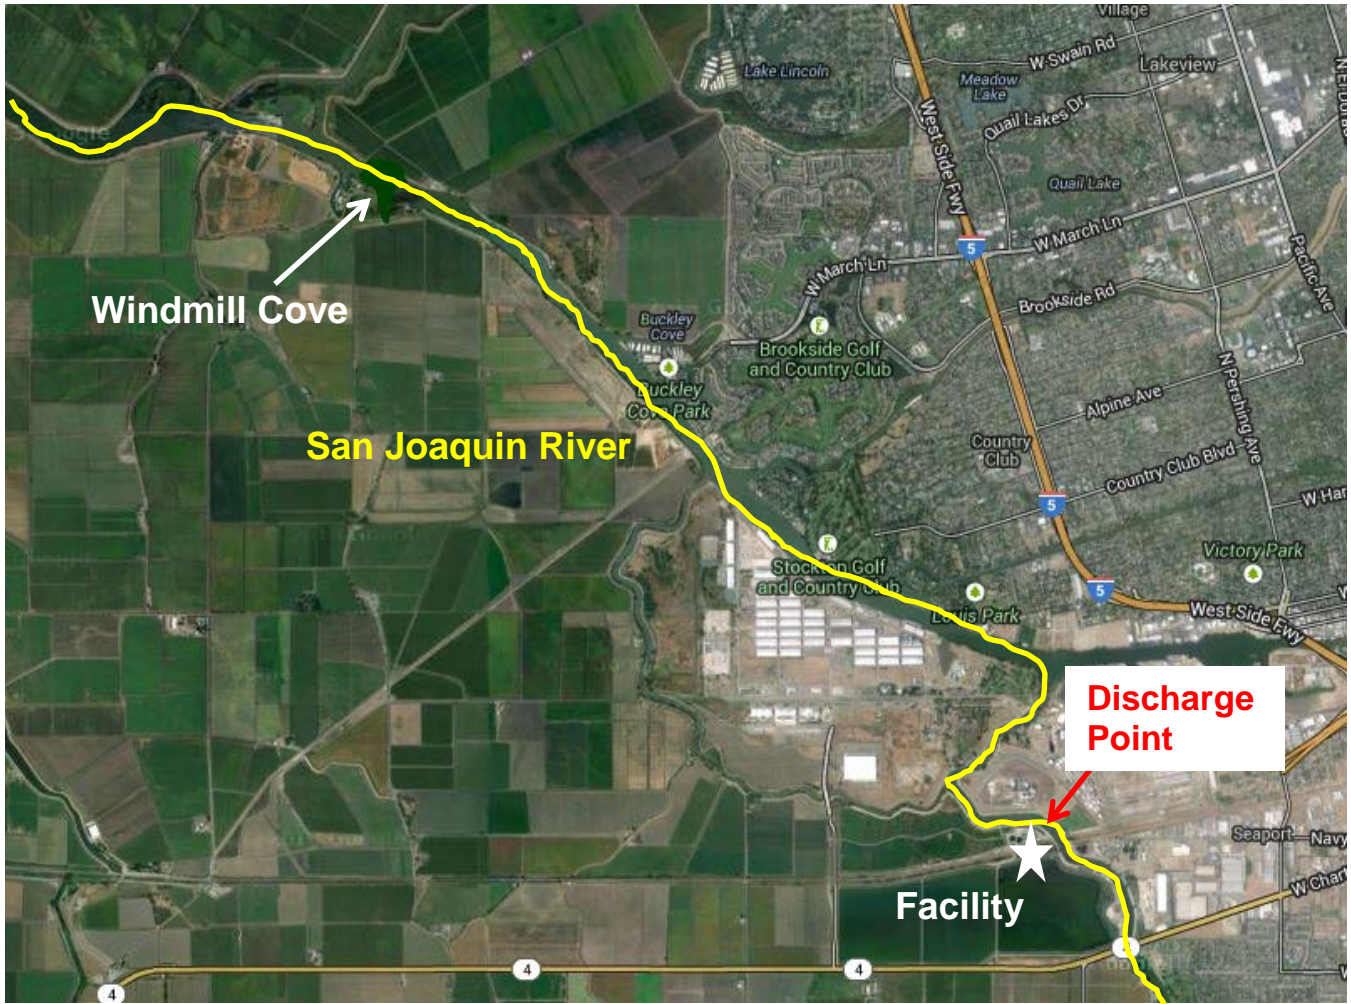 Village
W Swain Rd
Lakeview
Lake Lincoln
Meadow
Lake
Quail Lakes Dr
West Side Fwy
Quail Lake
W March Ln
5
W March Ln
Pacific Ave
Brookside Rd
Windmill Cove
Buckley
Cove
Brookside Golf
and Country Club
Buckley
Cove Park
N Pershing Ave
Alpine Ave
San Joaquin River
Country
Club
Country Club Blvd
5
Stockton Golf
and Country Club
Victory Park
5
Louis Park
West Side Fwy
Discharge
Point
Seaport
Navy
Facility
W Chart
4
4
4
4